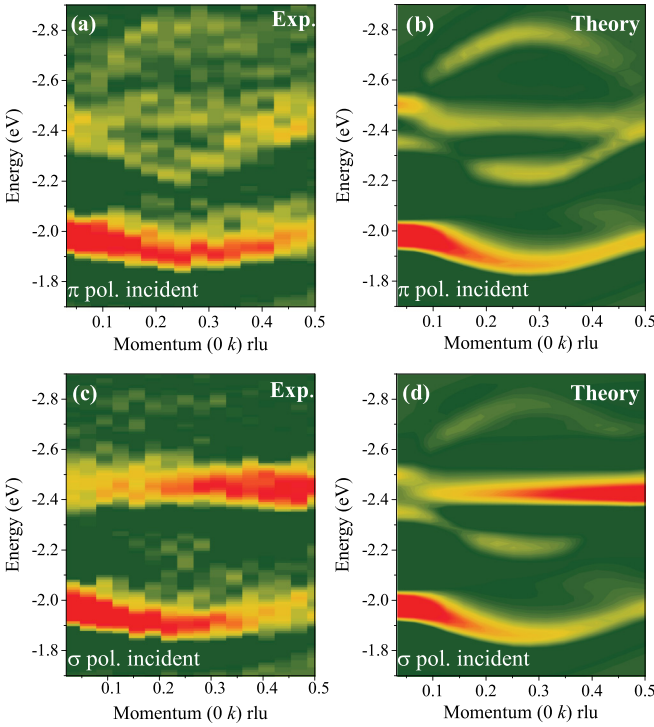 (a) Exp.
-2.8
-2.6
-2.4
-2.2
-2.0
-1.8
Energy (eV)
π pol. incident
0.1 0.2 0.3 0.4 0.5
Momentum (0 k) rlu
(b) Theory
-2.8
-2.6
-2.4
-2.2
-2.0
-1.8
Energy (eV)
π pol. incident
0.1 0.2 0.3 0.4 0.5
Momentum (0 k) rlu
(c) Exp.
-2.8
-2.6
-2.4
-2.2
-2.0
-1.8
Energy (eV)
σ pol. incident
0.1 0.2 0.3 0.4 0.5
Momentum (0 k) rlu
(d) Theory
-2.8
-2.6
-2.4
-2.2
-2.0
-1.8
Energy (eV)
σ pol. incident
0.1 0.2 0.3 0.4 0.5
Momentum (0 k) rlu